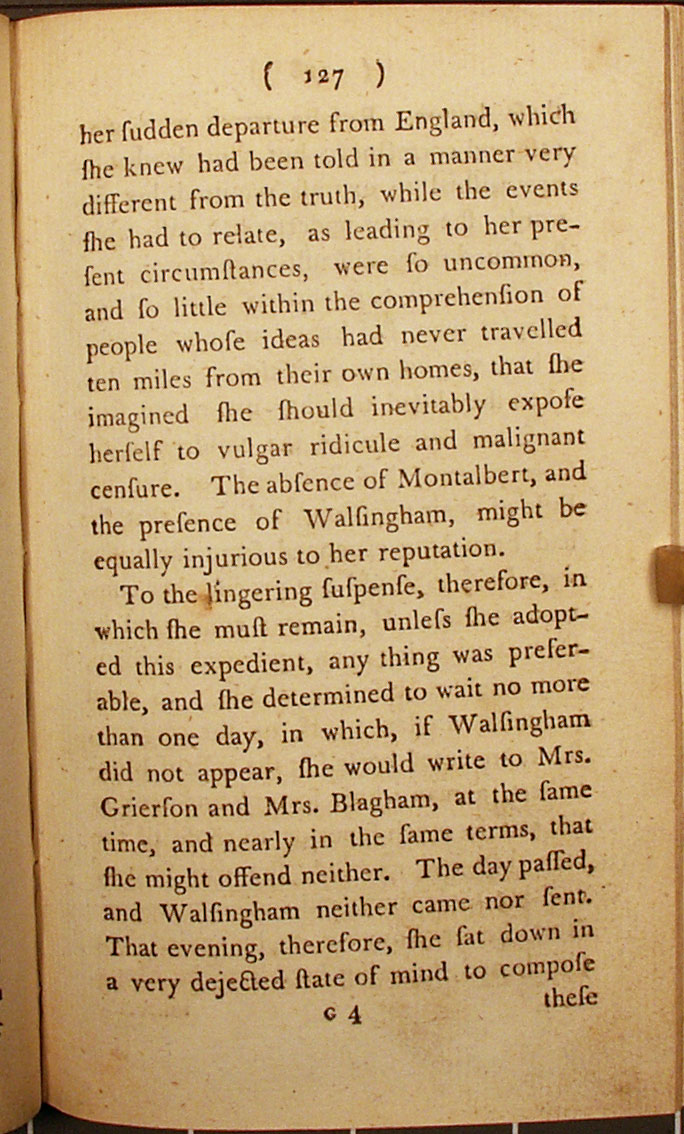 ( 127 )
her ſudden departure from England, which
ſhe knew had been told in a manner very
different from the truth, while the events
ſhe had to relate, as leading to her pre-
ſent circumſtances, were ſo uncommon,
and ſo little within the comprehenſion of
people whoſe ideas had never travelled
ten miles from their own homes, that ſhe
imagined ſhe ſhould inevitably expoſe
herſelf to vulgar ridicule and malignant
cenſure. The abſence of Montalbert, and
the preſence of Walſingham, might be
equally injurious to her reputation.
To the lingering ſuſpenſe, therefore, in
which ſhe muſt remain, unleſs ſhe adopt-
ed this expedient, any thing was prefer-
able, and ſhe determined to wait no more
than one day, in which, if Walſingham
did not appear, ſhe would write to Mrs.
Grierſon and Mrs. Blagham, at the ſame
time, and nearly in the ſame terms, that
ſhe might offend neither. The day paſſed,
and Walſingham neither came nor ſent.
That evening, therefore, ſhe ſat down in
a very dejected ſtate of mind to compoſe
theſe
G 4